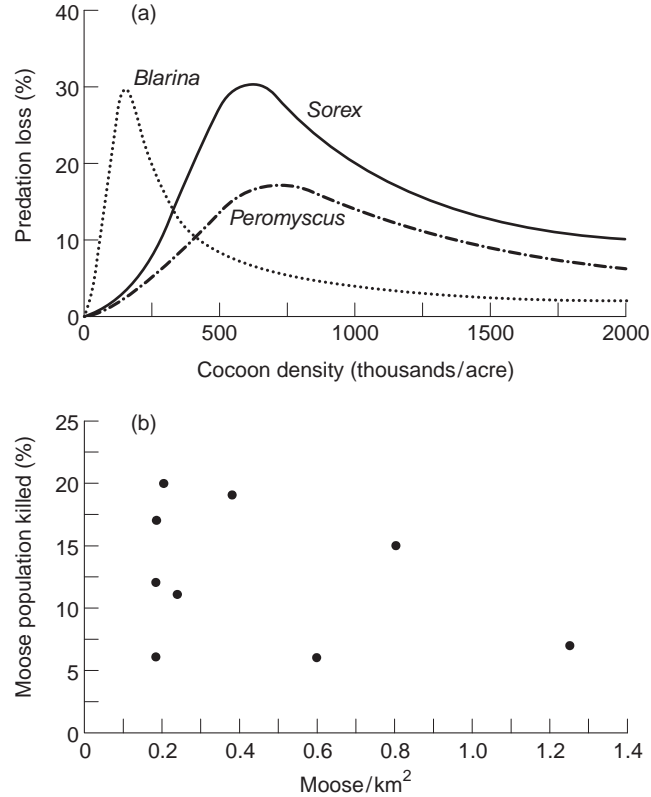 (a)
40
30
20
10
0
Predation loss (%)
Blarina
Sorex
Peromyscus
0 500 1000 1500 2000
Cocoon density (thousands/acre)
(b)
25
20
15
10
5
0
Moose population killed (%)
0 0.2 0.4 0.6 0.8 1.0 1.2 1.4
Moose/km²